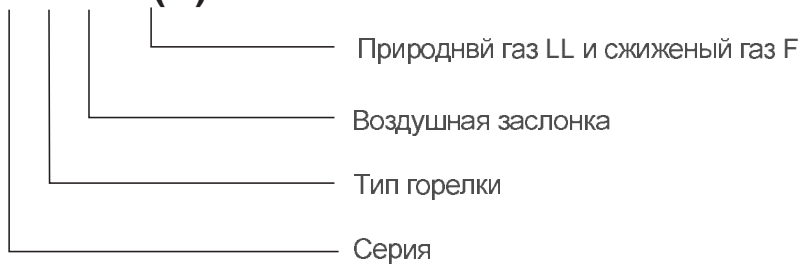 Природнвй газ LL и сжиженый газ F
Воздушная заслонка
Тип горелки
Серия